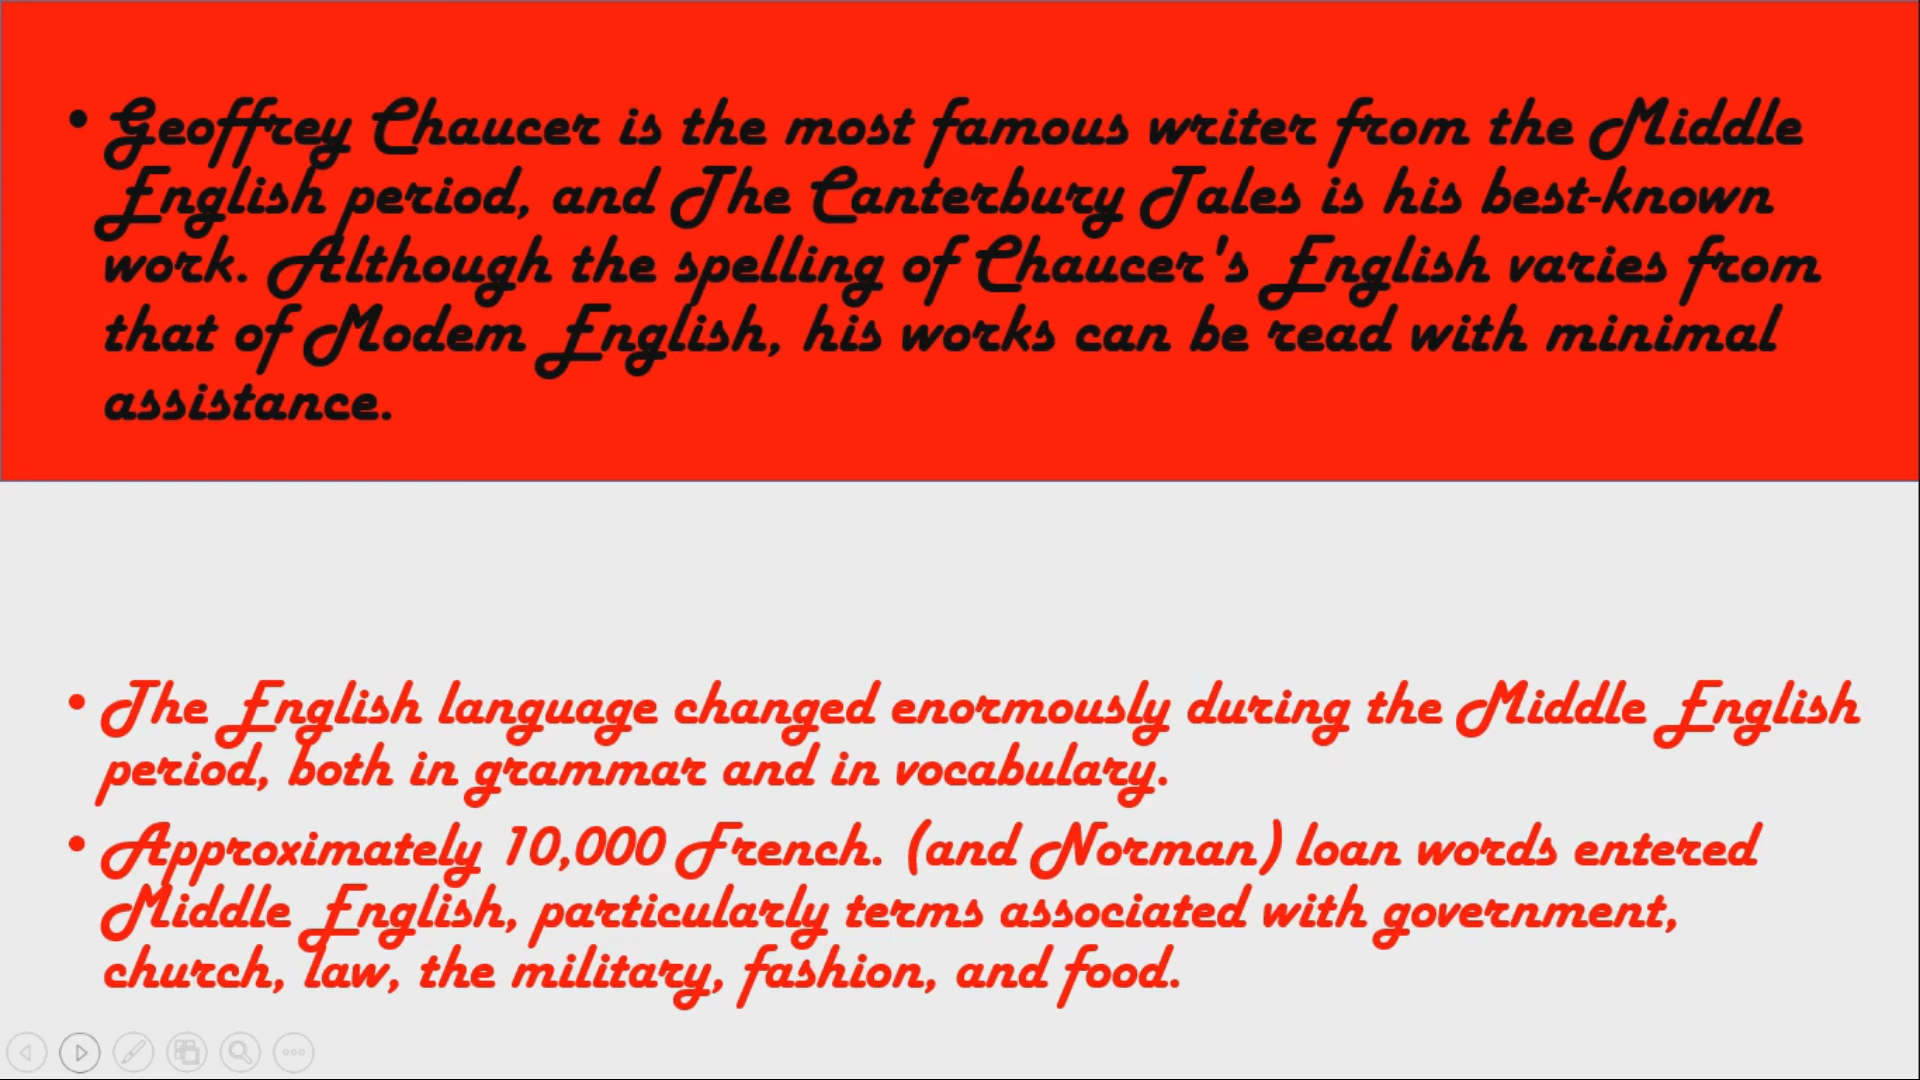 • Geoffrey Chaucer is the most famous writer from the Middle
English period, and The Canterbury Tales is his best-known
work. Although the spelling of Chaucer's English varies from
that of Modem English, his works can be read with minimal
assistance.
• The English language changed enormously during the Middle English
period, both in grammar and in vocabulary.
• Approximately 10,000 French. (and Norman) loan words entered
Middle English, particularly terms associated with government,
church, law, the military, fashion, and food.